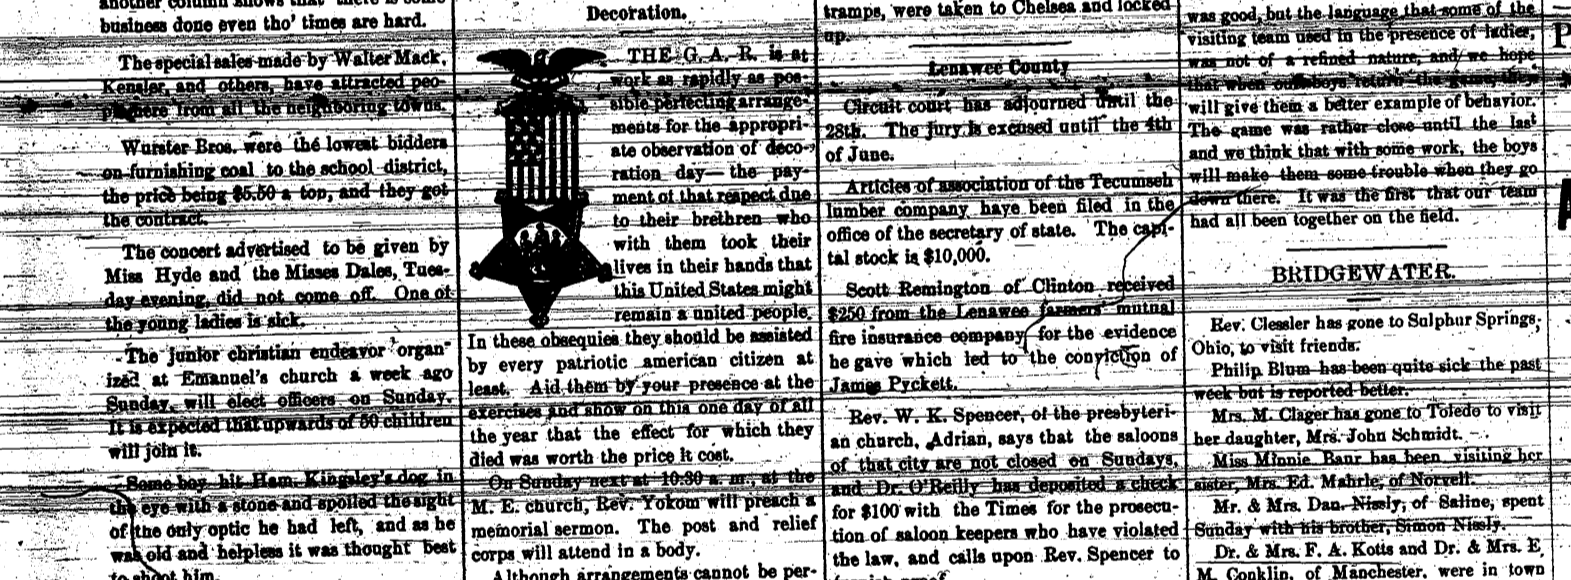 another column shows that there is some
business done even tho' times are hard.
The special sales made by Walter Mack,
Kensler, and others, have attracted peo-
ple here from all the neighboring towns.
Wurster Bros. were the lowest bidders
on furnishing coal to the school district,
the price being $5.50 a ton, and they got
the contract.
The concert advertised to be given by
Miss Hyde and the Misses Dales, Tues-
day evening, did not come off. One of
the young ladies is sick.
The junior christian endeavor organ-
ized at Emanuel's church a week ago
Sunday, will elect officers on Sunday.
It is expected that upwards of 50 children
will join it.
Some boy hit Ham. Kingsley's dog in
the eye with a stone and spoiled the sight
of the only optic he had left, and as he
was old and helpless it was thought best
to shoot him.
Decoration.
THE G. A. R. is at
work as rapidly as pos-
sible perfecting arrange-
ments for the appropri-
ate observation of deco-
ration day—the pay-
ment of that respect due
to their brethren who
with them took their
lives in their hands that
this United States might
remain a united people.
In these obsequies they should be assisted
by every patriotic american citizen at
least. Aid them by your presence at the
exercises and show on this one day of all
the year that the effect for which they
died was worth the price it cost.
On Sunday next at 10:30 a. m., at the
M. E. church, Rev. Yokom will preach a
memorial sermon. The post and relief
corps will attend in a body.
Although arrangements cannot be per-
tramps, were taken to Chelsea and locked
up.
Lenawee County
Circuit court has adjourned until the
28th. The jury is excused until the 4th
of June.
Articles of association of the Tecumseh
lumber company have been filed in the
office of the secretary of state. The capi-
tal stock is $10,000.
Scott Remington of Clinton received
$250 from the Lenawee farmers' mutual
fire insurance company for the evidence
he gave which led to the conviction of
James Pyckett.
Rev. W. K. Spencer, of the presbyteri-
an church, Adrian, says that the saloons
of that city are not closed on Sundays,
and Dr. O'Reilly has deposited a check
for $100 with the Times for the prosecu-
tion of saloon keepers who have violated
the law, and calls upon Rev. Spencer to
was good, but the language that some of the
visiting team used in the presence of ladies,
was not of a refined nature, and we hope
that when our boys return the game, they
will give them a better example of behavior.
The game was rather close until the last
and we think that with some work, the boys
will make them some trouble when they go
down there. It was the first that our team
had all been together on the field.
BRIDGEWATER.
Rev. Clessler has gone to Sulphur Springs,
Ohio, to visit friends.
Philip Blum has been quite sick the past
week but is reported better.
Mrs. M. Clager has gone to Toledo to visit
her daughter, Mrs. John Schmidt.
Miss Minnie Banr has been visiting her
sister, Mrs. Ed. Mahrle, of Norvell.
Mr. & Mrs. Dan. Nissly, of Saline, spent
Sunday with his brother, Simon Nissly.
Dr. & Mrs. F. A. Kotts and Dr. & Mrs. E,
M. Conklin, of Manchester, were in town